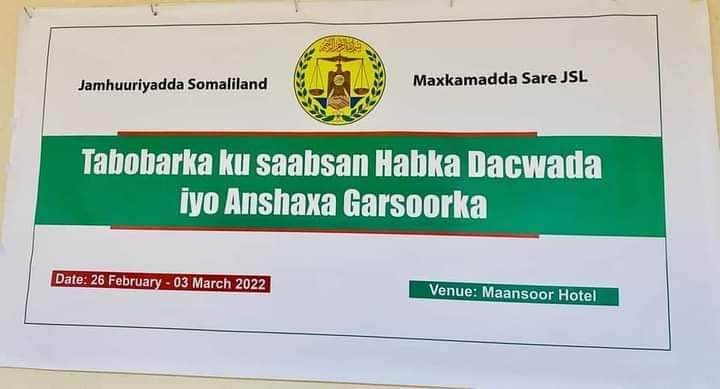 Jamhuuriyadda Somaliland
Maxkamadda Sare JSL
Tabobarka ku saabsan Habka Dacwada
iyo Anshaxa Garsoorka
Date: 26 February - 03 March 2022
Venue: Maansoor Hotel